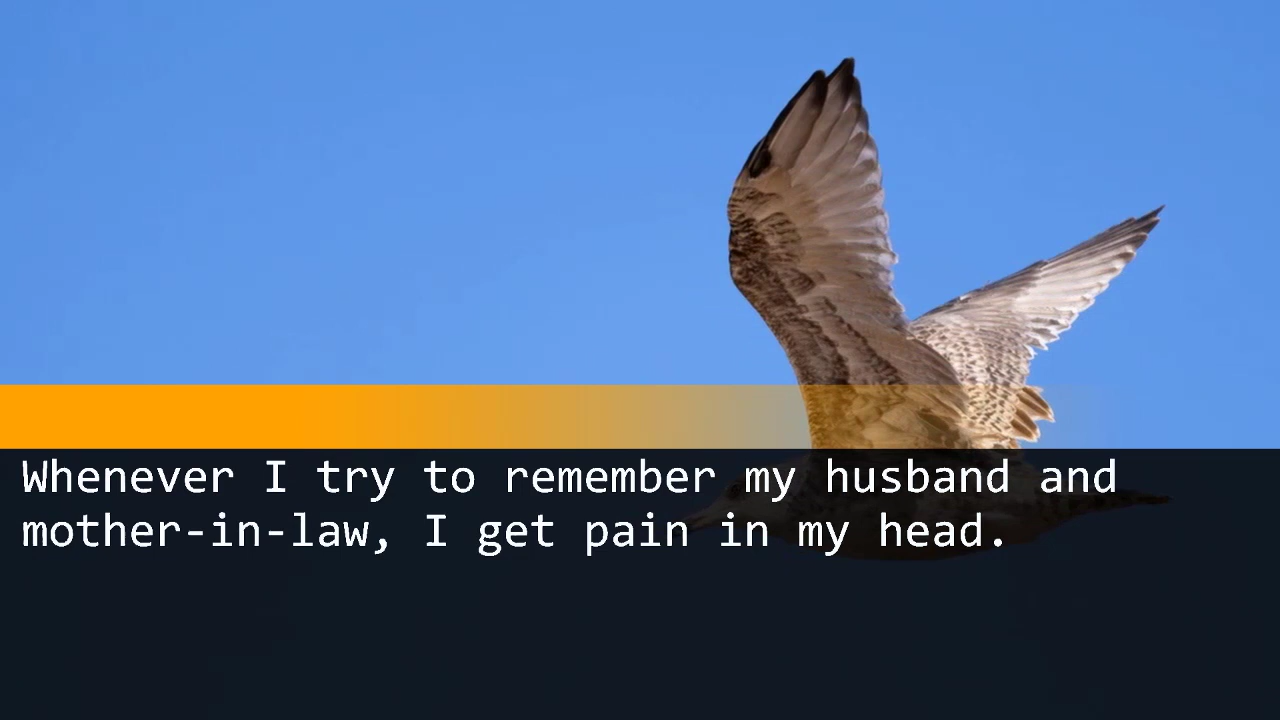 Whenever I try to remember my husband and
mother-in-law, I get pain in my head.